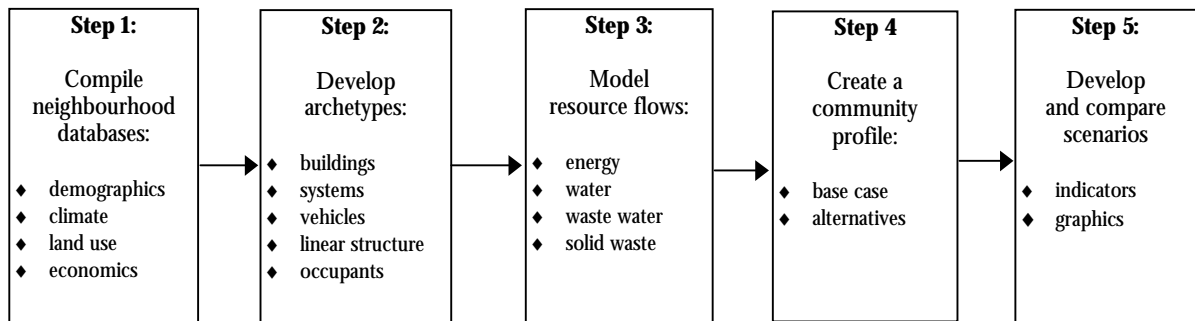 Step 1:
Compile
neighbourhood
databases:
♦ demographics
♦ climate
♦ land use
♦ economics
Step 2:
Develop
archetypes:
♦ buildings
♦ systems
♦ vehicles
♦ linear structure
♦ occupants
Step 3:
Model
resource flows:
♦ energy
♦ water
♦ waste water
♦ solid waste
Step 4
Create a
community
profile:
♦ base case
♦ alternatives
Step 5:
Develop
and compare
scenarios
♦ indicators
♦ graphics